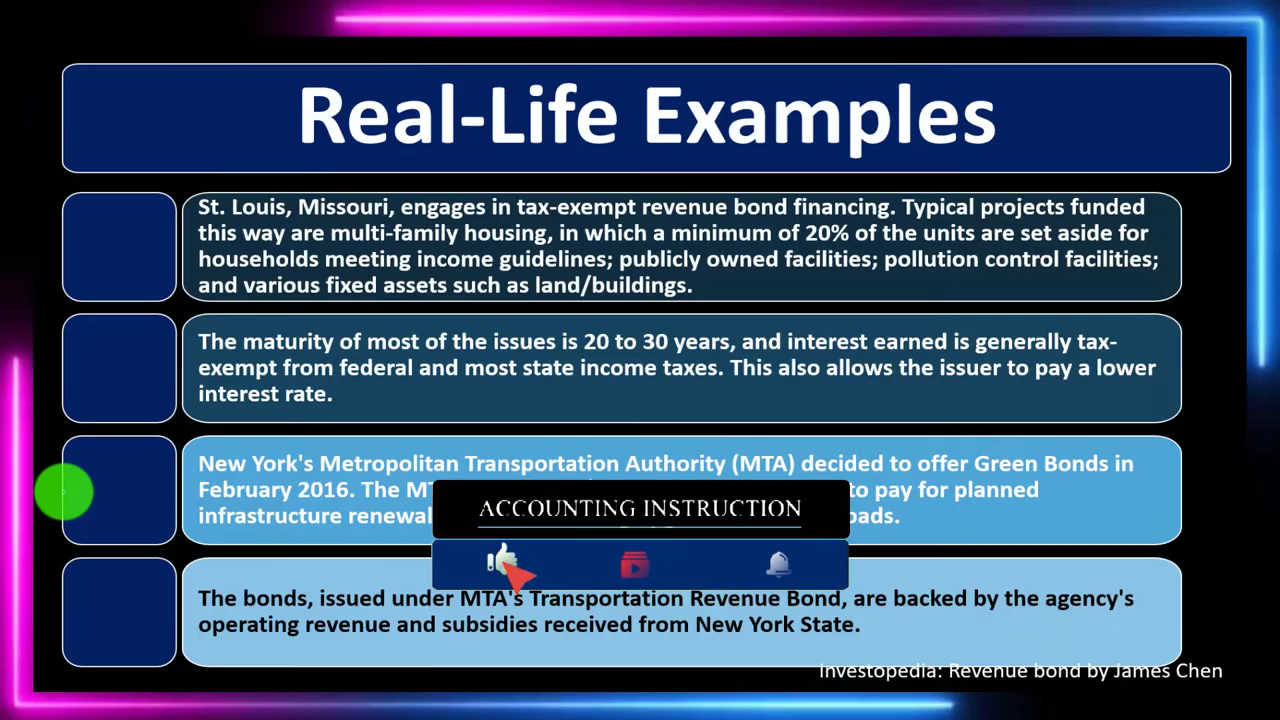 Real-Life Examples
St. Louis, Missouri, engages in tax-exempt revenue bond financing. Typical projects funded
this way are multi-family housing, in which a minimum of 20% of the units are set aside for
households meeting income guidelines; publicly owned facilities; pollution control facilities;
and various fixed assets such as land/buildings.
The maturity of most of the issues is 20 to 30 years, and interest earned is generally tax-
exempt from federal and most state income taxes. This also allows the issuer to pay a lower
interest rate.
New York's Metropolitan Transportation Authority (MTA) decided to offer Green Bonds in
February 2016. The to pay for planned
infrastructure
ACCOUNTING INSTRUCTION
The bonds, issued under MTA's Transportation Revenue Bond, are backed by the agency's
operating revenue and subsidies received from New York State.
Investopedia: Revenue bond by James Chen